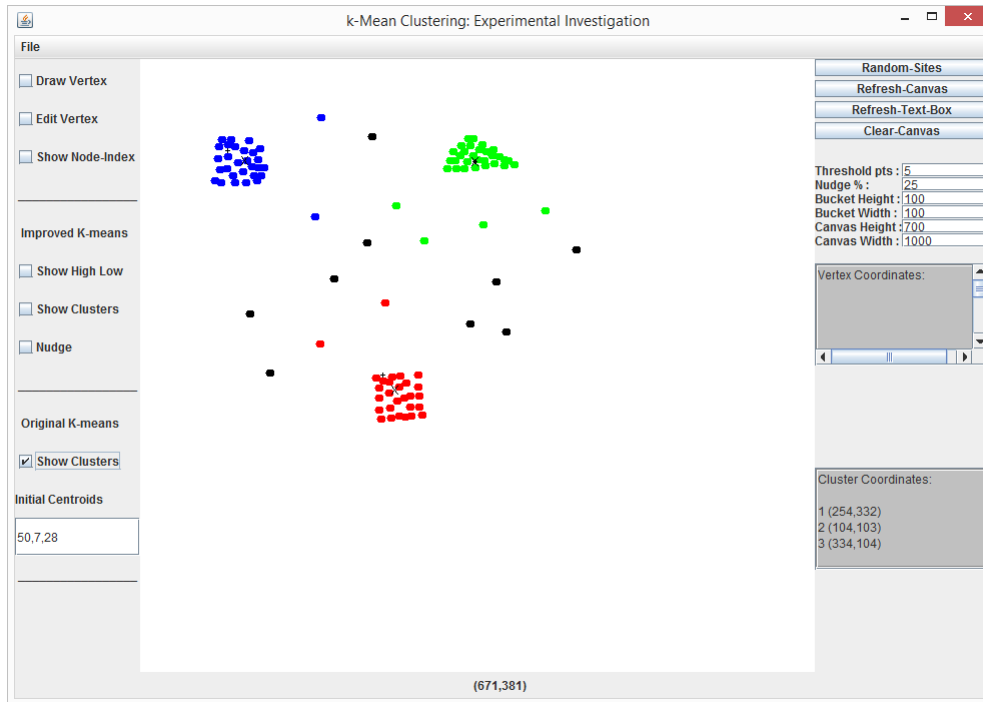 k-Mean Clustering: Experimental Investigation
File
Draw Vertex
Edit Vertex
Show Node-Index
Improved K-means
Show High Low
Show Clusters
Nudge
Original K-means
Show Clusters
Initial Centroids
50,7,28
Random-Sites
Refresh-Canvas
Refresh-Text-Box
Clear-Canvas
Threshold pts : 5
Nudge % : 25
Bucket Height : 100
Bucket Width : 100
Canvas Height : 700
Canvas Width : 1000
Vertex Coordinates:
Cluster Coordinates:
1 (254,332)
2 (104,103)
3 (334,104)
(671,381)